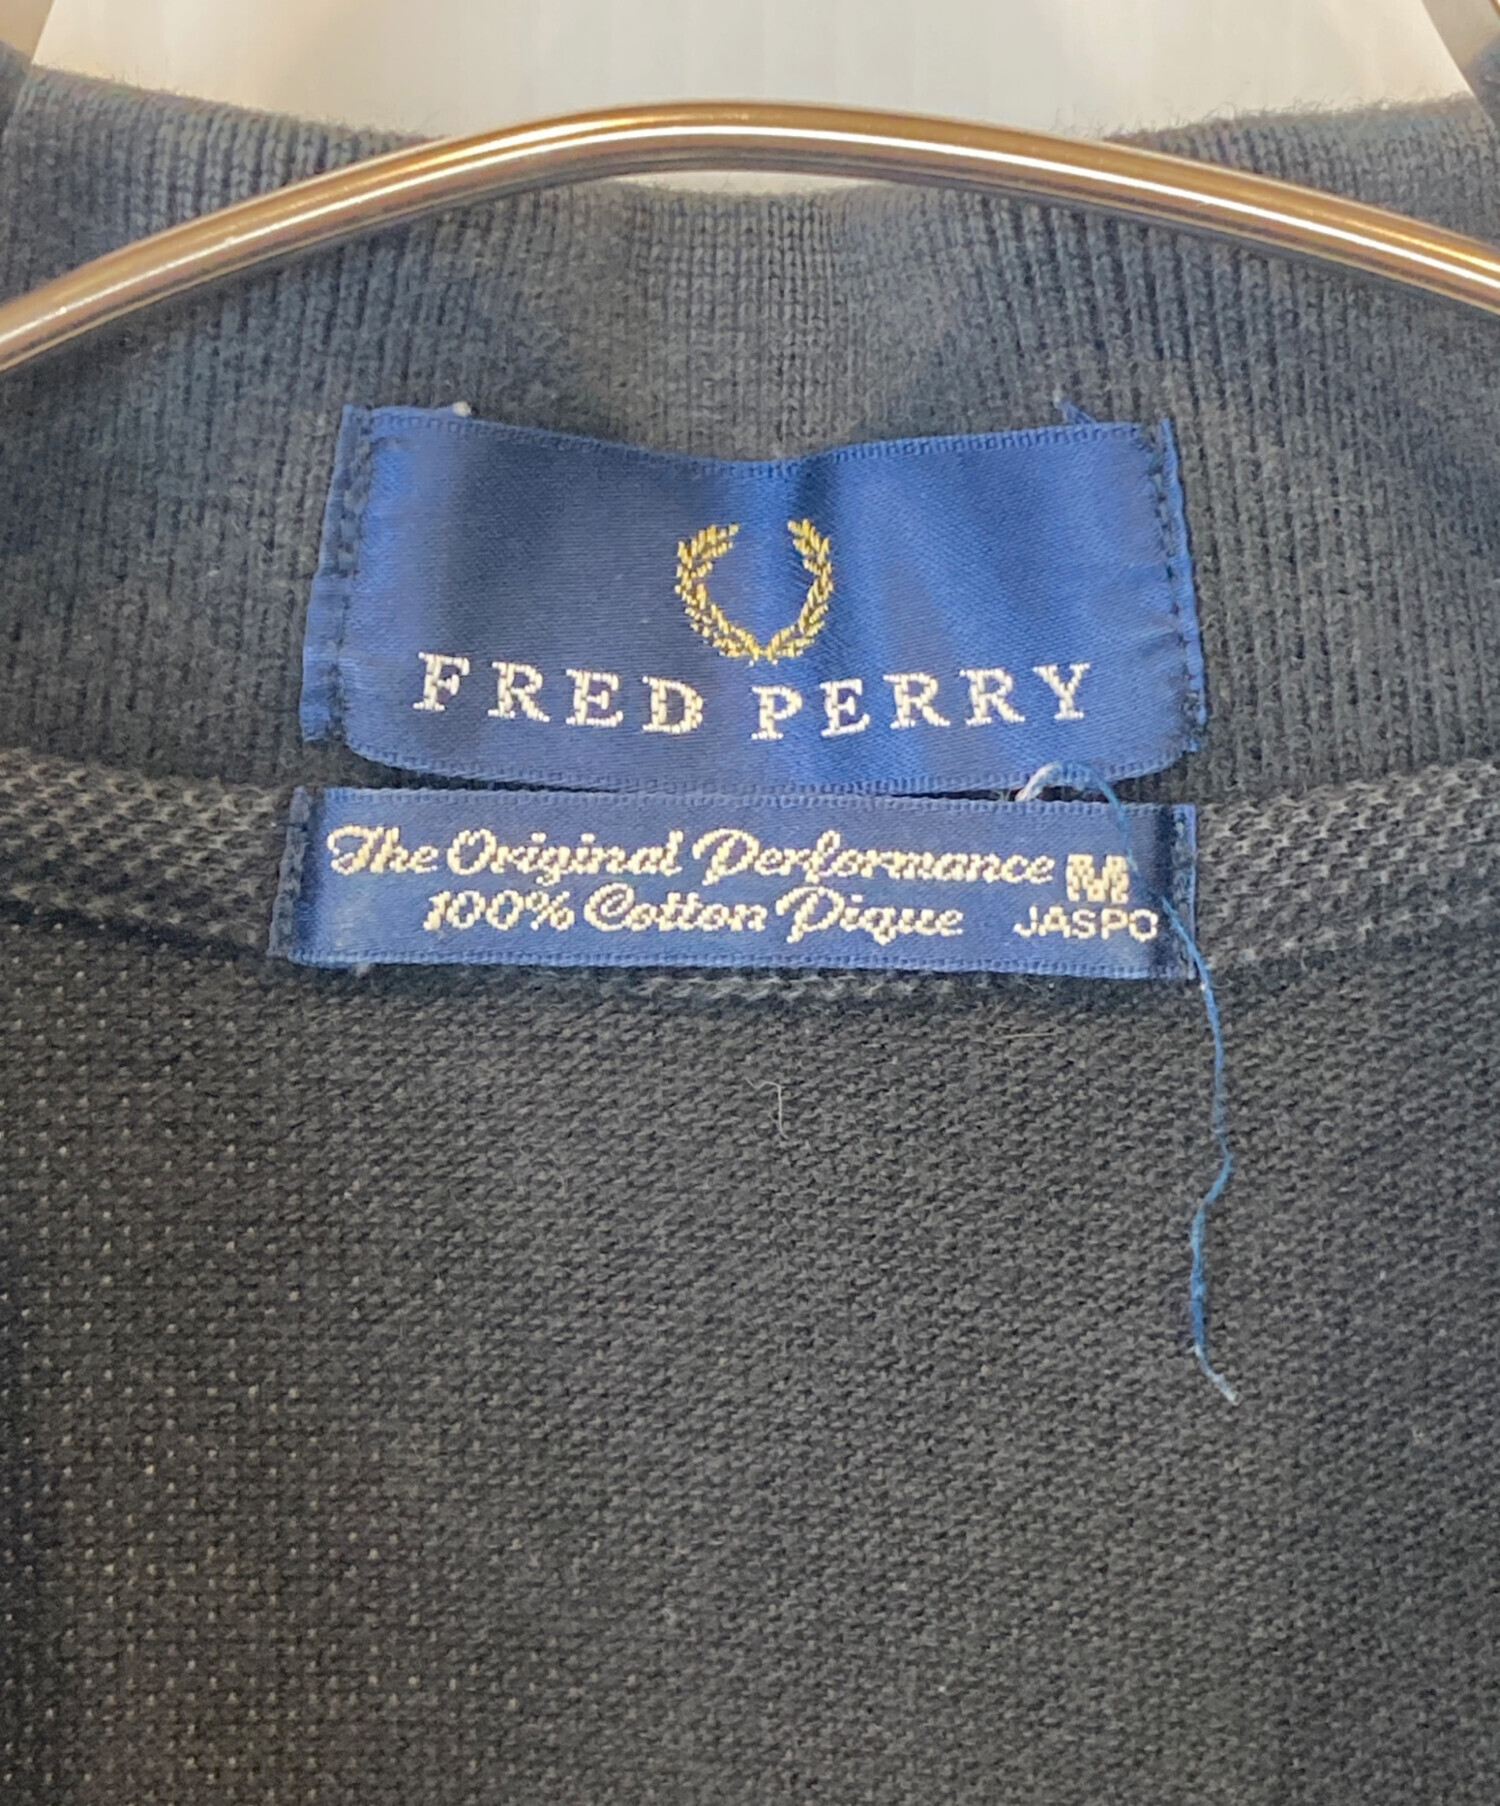 FRED PERRY
The Original Performance M
100% Cotton Pique JASPO